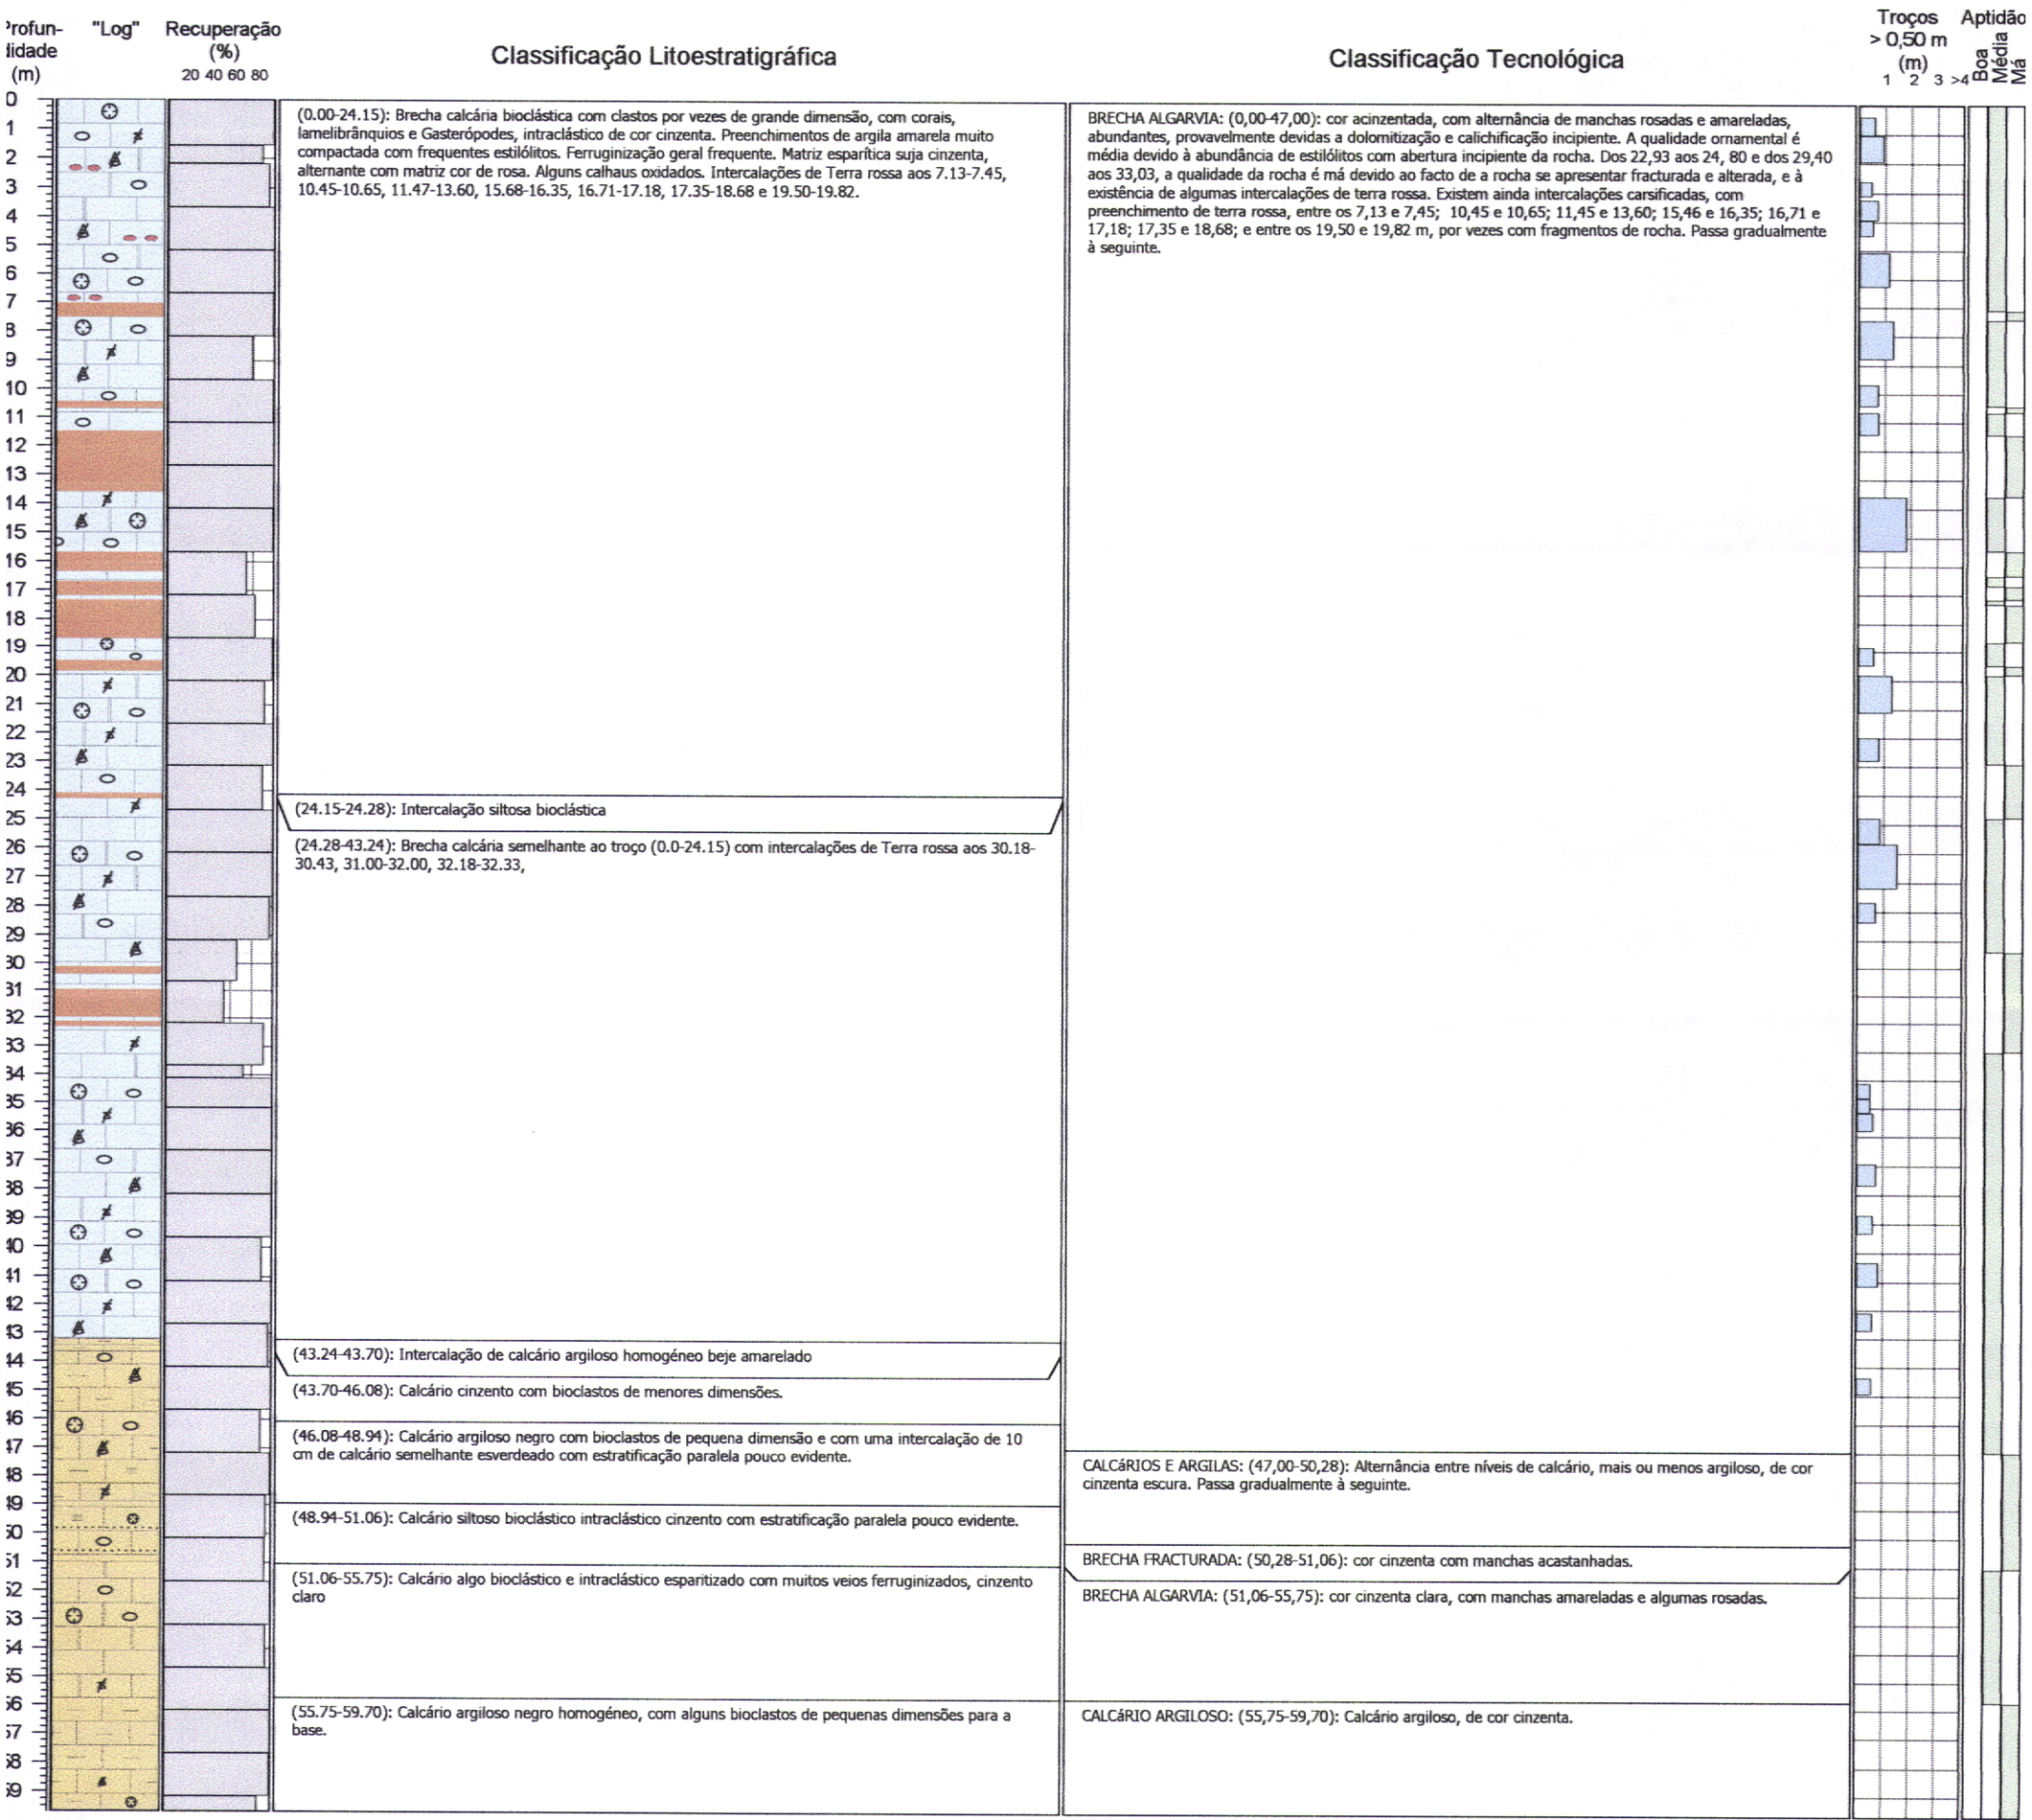 Profun-
didade
(m)
"Log"
Recuperação
(%)
20 40 60 80
Classificação Litoestratigráfica
Classificação Tecnológica
Troços
> 0,50 m
(m)
1 2 3 >4
Aptidão
Boa
Média
Má
0
1
2
3
4
5
6
7
8
9
10
11
12
13
14
15
16
17
18
19
20
21
22
23
24
25
26
27
28
29
30
31
32
33
34
35
36
37
38
39
40
41
42
43
44
45
46
47
48
49
50
51
52
53
54
55
56
57
58
59
(0.00-24.15): Brecha calcária bioclástica com clastos por vezes de grande dimensão, com corais,
lamelibrânquios e Gasterópodes, intraclástico de cor cinzenta. Preenchimentos de argila amarela muito
compactada com frequentes estilólitos. Ferruginização geral frequente. Matriz esparítica suja cinzenta,
alternante com matriz cor de rosa. Alguns calhaus oxidados. Intercalações de Terra rossa aos 7.13-7.45,
10.45-10.65, 11.47-13.60, 15.68-16.35, 16.71-17.18, 17.35-18.68 e 19.50-19.82.
(24.15-24.28): Intercalação siltosa bioclástica
(24.28-43.24): Brecha calcária semelhante ao troço (0.0-24.15) com intercalações de Terra rossa aos 30.18-
30.43, 31.00-32.00, 32.18-32.33,
(43.24-43.70): Intercalação de calcário argiloso homogéneo beje amarelado
(43.70-46.08): Calcário cinzento com bioclastos de menores dimensões.
(46.08-48.94): Calcário argiloso negro com bioclastos de pequena dimensão e com uma intercalação de 10
cm de calcário semelhante esverdeado com estratificação paralela pouco evidente.
(48.94-51.06): Calcário siltoso bioclástico intraclástico cinzento com estratificação paralela pouco evidente.
(51.06-55.75): Calcário algo bioclástico e intraclástico esparitizado com muitos veios ferruginizados, cinzento
claro
(55.75-59.70): Calcário argiloso negro homogéneo, com alguns bioclastos de pequenas dimensões para a
base.
BRECHA ALGARVIA: (0,00-47,00): cor acinzentada, com alternância de manchas rosadas e amareladas,
abundantes, provavelmente devidas a dolomitização e calichificação incipiente. A qualidade ornamental é
média devido à abundância de estilólitos com abertura incipiente da rocha. Dos 22,93 aos 24, 80 e dos 29,40
aos 33,03, a qualidade da rocha é má devido ao facto de a rocha se apresentar fracturada e alterada, e à
existência de algumas intercalações de terra rossa. Existem ainda intercalações carsificadas, com
preenchimento de terra rossa, entre os 7,13 e 7,45; 10,45 e 10,65; 11,45 e 13,60; 15,46 e 16,35; 16,71 e
17,18; 17,35 e 18,68; e entre os 19,50 e 19,82 m, por vezes com fragmentos de rocha. Passa gradualmente
à seguinte.
CALCáRIOS E ARGILAS: (47,00-50,28): Alternância entre níveis de calcário, mais ou menos argiloso, de cor
cinzenta escura. Passa gradualmente à seguinte.
BRECHA FRACTURADA: (50,28-51,06): cor cinzenta com manchas acastanhadas.
BRECHA ALGARVIA: (51,06-55,75): cor cinzenta clara, com manchas amareladas e algumas rosadas.
CALCáRIO ARGILOSO: (55,75-59,70): Calcário argiloso, de cor cinzenta.